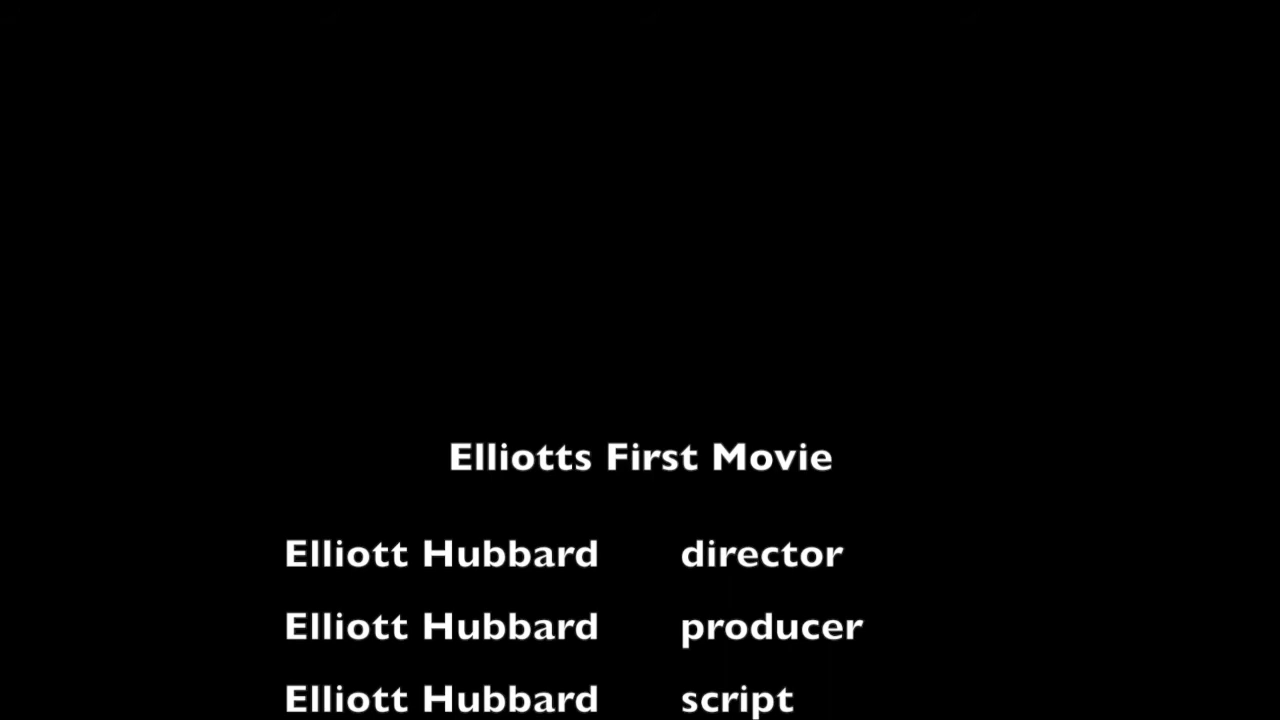 Elliotts First Movie
Elliott Hubbard director
Elliott Hubbard producer
Elliott Hubbard script